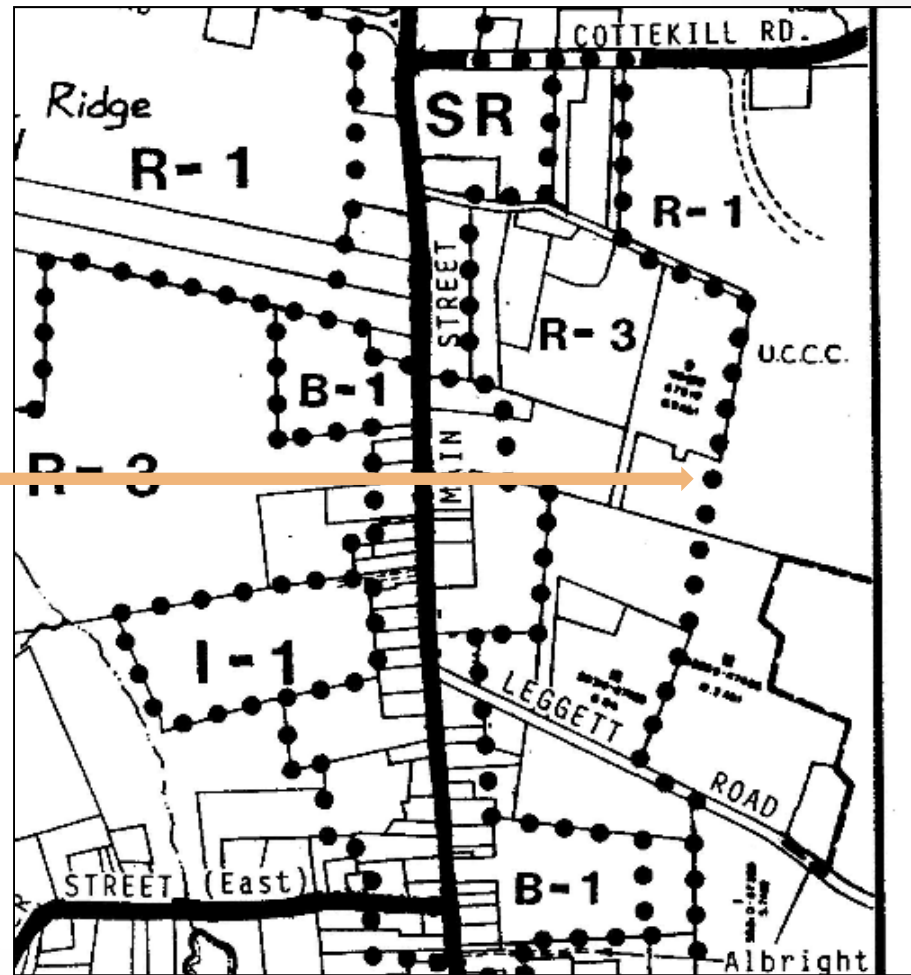 COTTEKILL RD.
Ridge
SR
R-1
R-1
STREET
R-3
U.C.C.C.
B-1
R-3
MAIN
I-1
LEGGETT
ROAD
STREET (East)
B-1
Albright